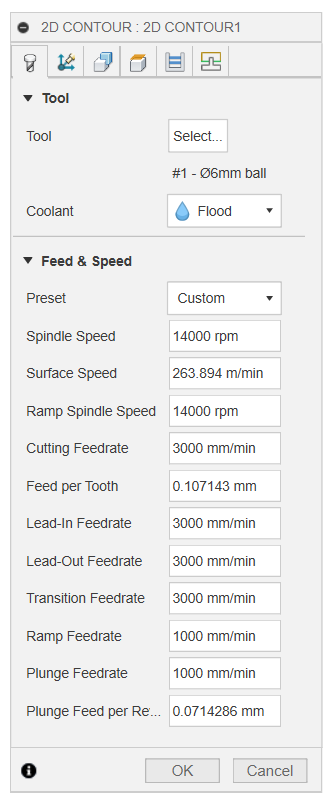 2D CONTOUR : 2D CONTOUR1
Tool
Tool Select...
#1 - Ø6mm ball
Coolant Flood
Feed & Speed
Preset Custom
Spindle Speed 14000 rpm
Surface Speed 263.894 m/min
Ramp Spindle Speed 14000 rpm
Cutting Feedrate 3000 mm/min
Feed per Tooth 0.107143 mm
Lead-In Feedrate 3000 mm/min
Lead-Out Feedrate 3000 mm/min
Transition Feedrate 3000 mm/min
Ramp Feedrate 1000 mm/min
Plunge Feedrate 1000 mm/min
Plunge Feed per Re... 0.0714286 mm
OK Cancel